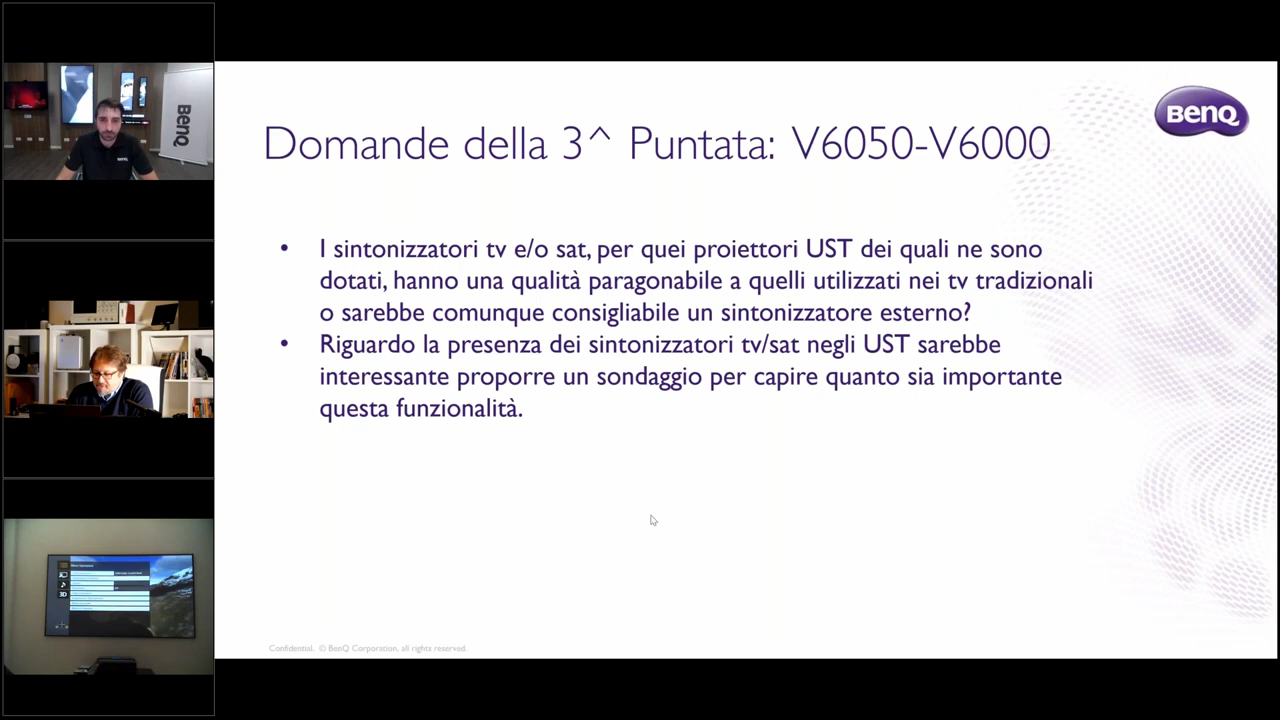 BenQ
BenQ
Domande della 3^ Puntata: V6050-V6000
• I sintonizzatori tv e/o sat, per quei proiettori UST dei quali ne sono
dotati, hanno una qualità paragonabile a quelli utilizzati nei tv tradizionali
o sarebbe comunque consigliabile un sintonizzatore esterno?
• Riguardo la presenza dei sintonizzatori tv/sat negli UST sarebbe
interessante proporre un sondaggio per capire quanto sia importante
questa funzionalità.
3D
Confidential. © BenQ Corporation, all rights reserved.